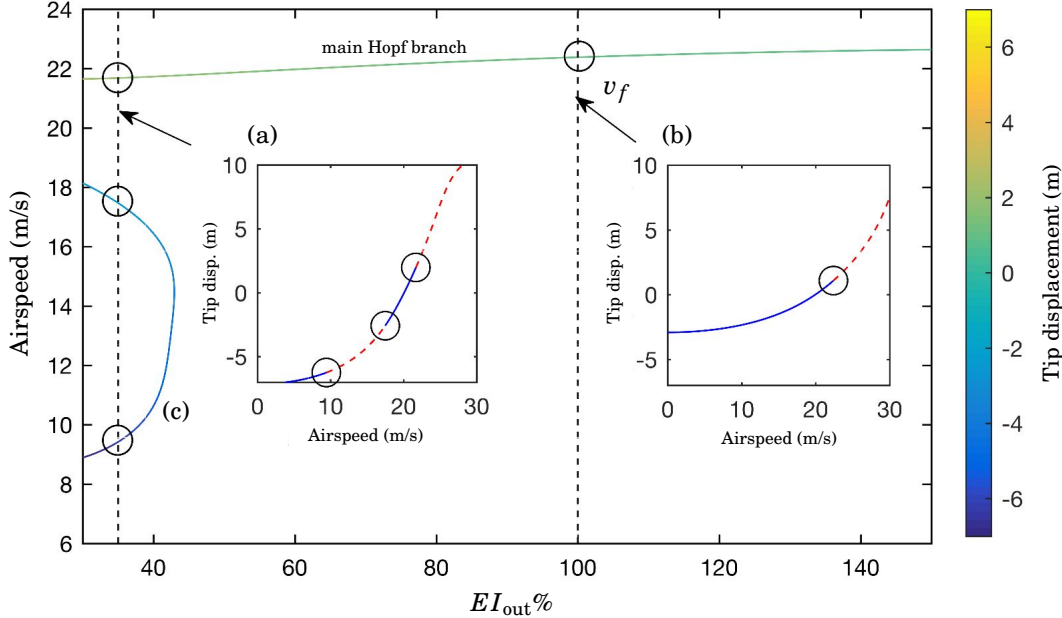 24
22
20
18
16
14
12
10
8
6
Airspeed (m/s)
main Hopf branch
v_f
(a)
(b)
(c)
10
5
0
-5
Tip disp. (m)
0 10 20 30
Airspeed (m/s)
10
5
0
-5
Tip disp. (m)
0 10 20 30
Airspeed (m/s)
40 60 80 100 120 140
EI_out%
6
4
2
0
-2
-4
-6
Tip displacement (m)